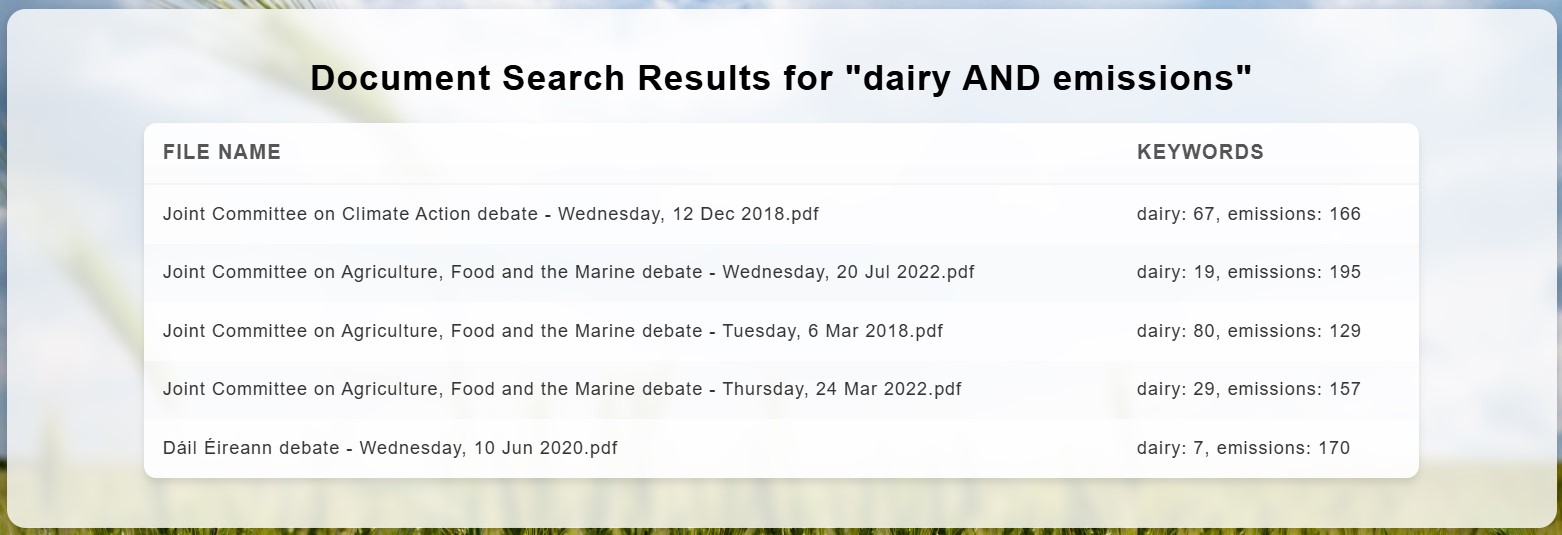 Document Search Results for "dairy AND emissions"
FILE NAME KEYWORDS
Joint Committee on Climate Action debate - Wednesday, 12 Dec 2018.pdf dairy: 67, emissions: 166
Joint Committee on Agriculture, Food and the Marine debate - Wednesday, 20 Jul 2022.pdf dairy: 19, emissions: 195
Joint Committee on Agriculture, Food and the Marine debate - Tuesday, 6 Mar 2018.pdf dairy: 80, emissions: 129
Joint Committee on Agriculture, Food and the Marine debate - Thursday, 24 Mar 2022.pdf dairy: 29, emissions: 157
Dáil Éireann debate - Wednesday, 10 Jun 2020.pdf dairy: 7, emissions: 170